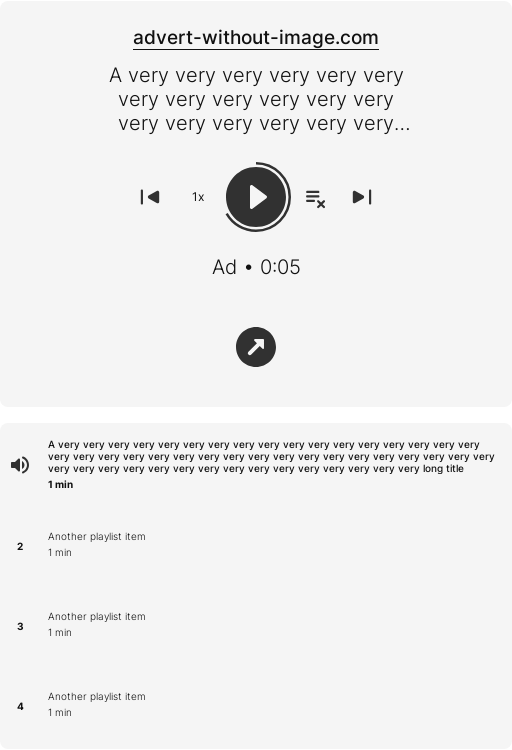 advert-without-image.com
A very very very very very very
very very very very very very
very very very very very very...
1x
Ad • 0:05
A very very very very very very very very very very very very very very very very very
very very very very very very very very very very very very very very very very very very
very very very very very very very very very very very very very very very long title
1 min
2
Another playlist item
1 min
3
Another playlist item
1 min
4
Another playlist item
1 min